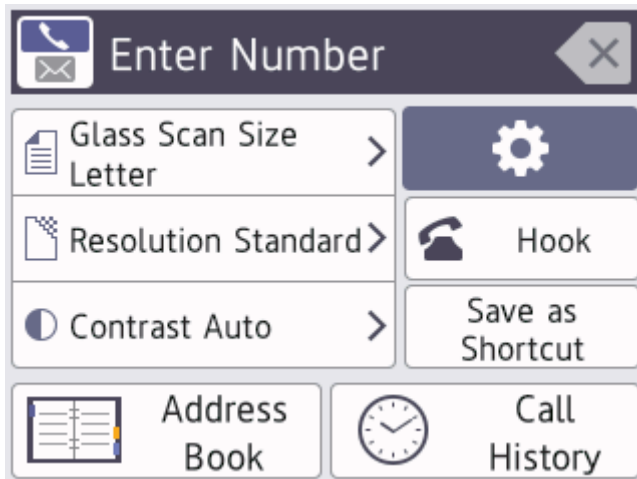 Enter Number
Glass Scan Size
Letter
Resolution Standard
Hook
Contrast Auto
Save as
Shortcut
Address
Book
Call
History